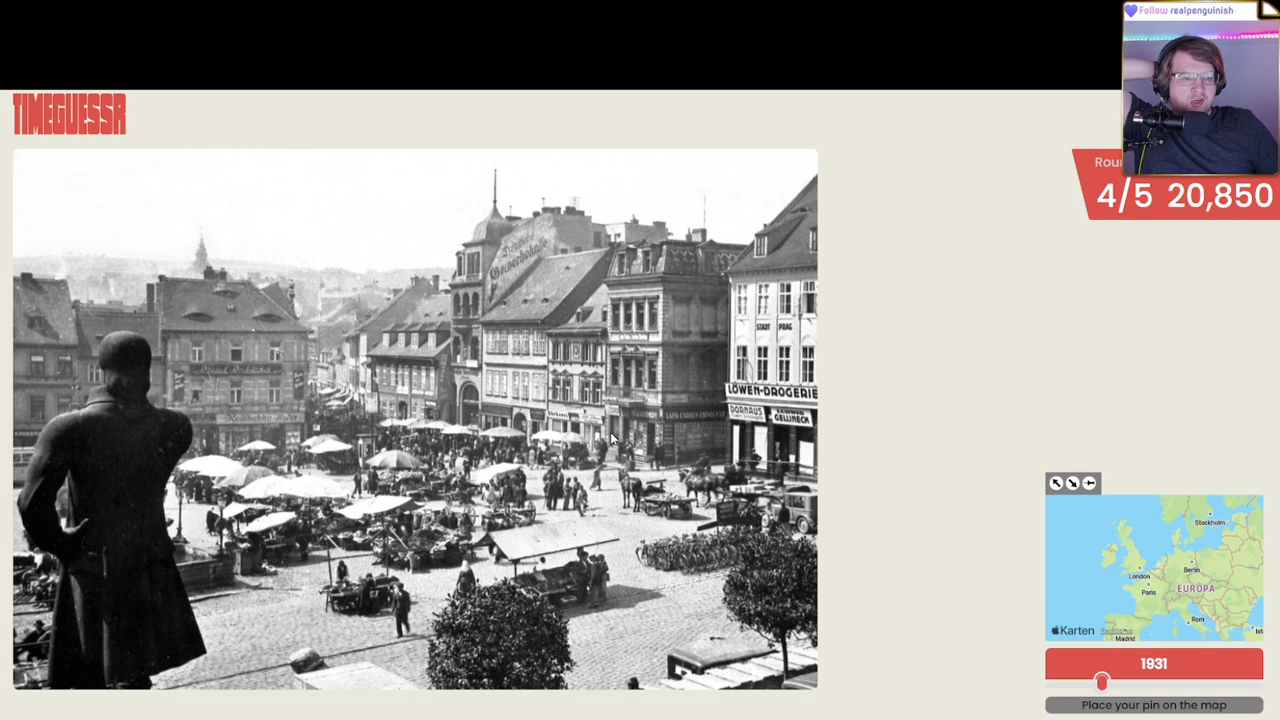 Follow realpenguinish
TIMEGUESSR
4/5 20,850
STADT PRAG
LÖWEN-DROGERIE
DORNAUS
LUDWIG
GELLINECK
Stockholm
Berlin
London
Paris
EUROPA
Rom
Madrid
Karten
1931
Place your pin on the map